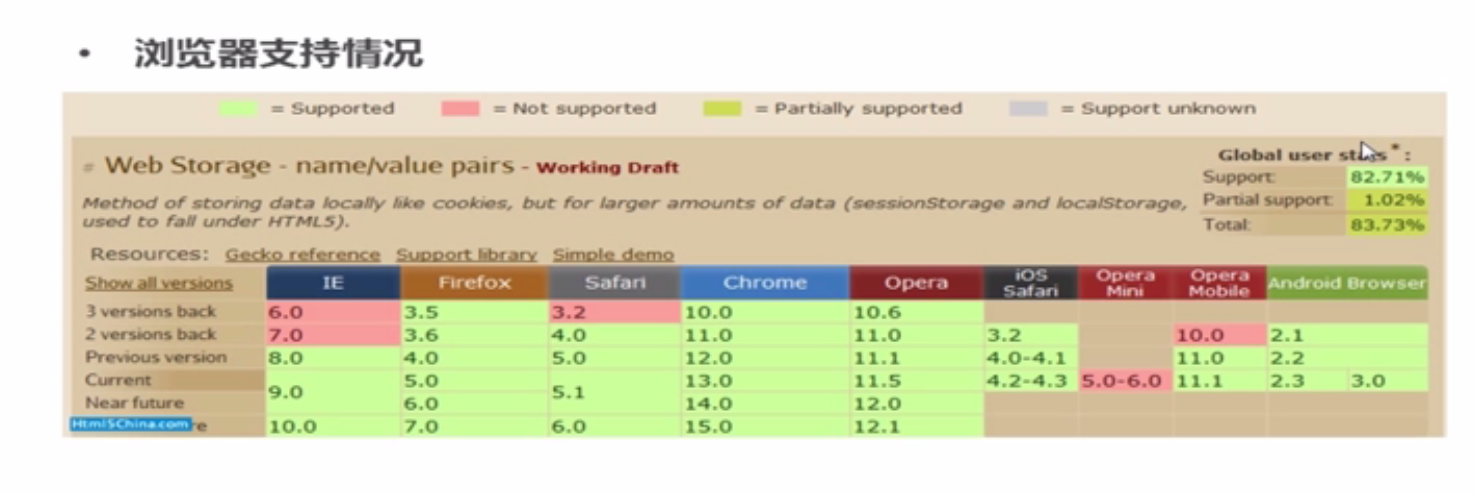 • 浏览器支持情况
= Supported = Not supported = Partially supported = Support unknown
# Web Storage - name/value pairs - Working Draft
Method of storing data locally like cookies, but for larger amounts of data (sessionStorage and localStorage,
used to fall under HTML5).
Global user stats*:
Support: 82.71%
Partial support: 1.02%
Total: 83.73%
Resources: Gecko reference Support library Simple demo
Show all versions IE Firefox Safari Chrome Opera iOS Safari Opera Mini Opera Mobile Android Browser
3 versions back 6.0 3.5 3.2 10.0 10.6
2 versions back 7.0 3.6 4.0 11.0 11.0 3.2 10.0 2.1
Previous version 8.0 4.0 5.0 12.0 11.1 4.0-4.1 11.0 2.2
Current 9.0 5.0 5.1 13.0 11.5 4.2-4.3 5.0-6.0 11.1 2.3 3.0
Near future 6.0 14.0 12.0
Html5China.com 10.0 7.0 6.0 15.0 12.1